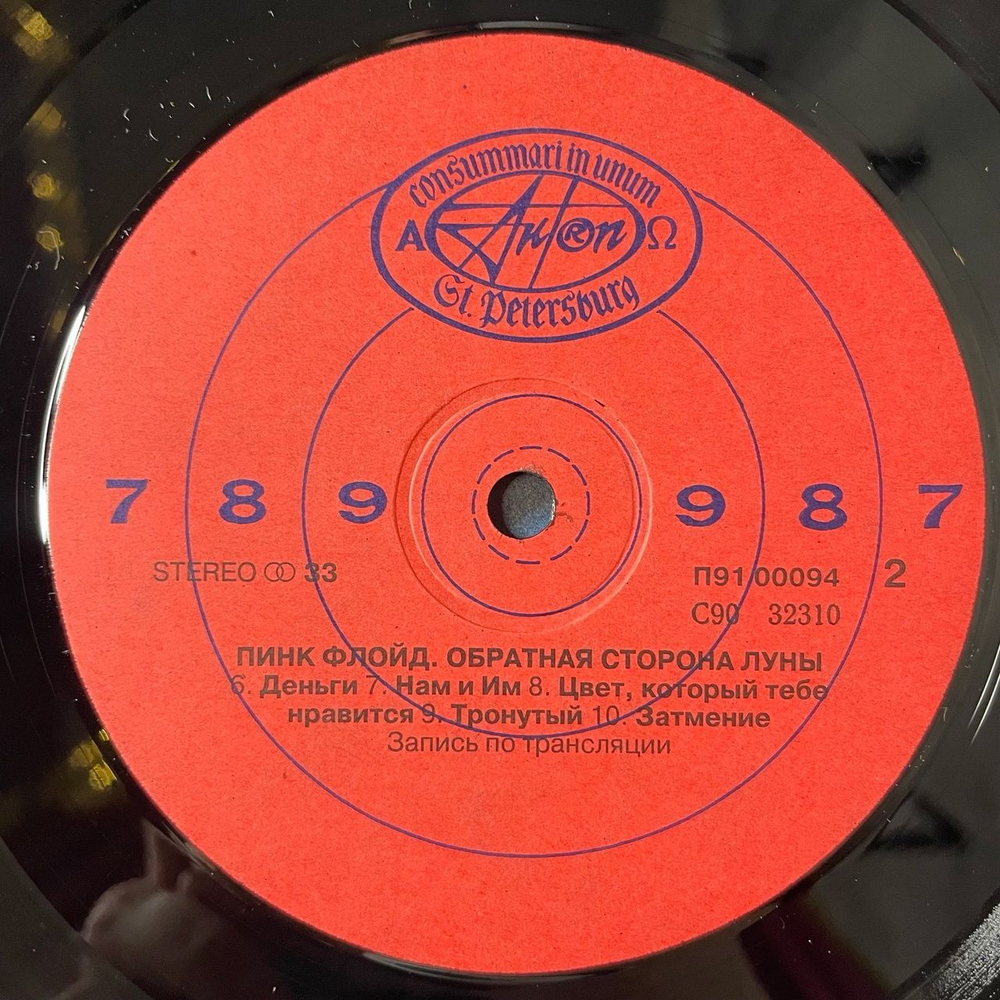 consummari in unum
Α АнТроп Ω
St. Petersburg
7 8 9 9 8 7
STEREO 33 П91 00094 2
С90 32310
ПИНК ФЛОЙД. ОБРАТНАЯ СТОРОНА ЛУНЫ
6. Деньги 7. Нам и Им 8. Цвет, который тебе
нравится 9. Тронутый 10. Затмение
Запись по трансляции